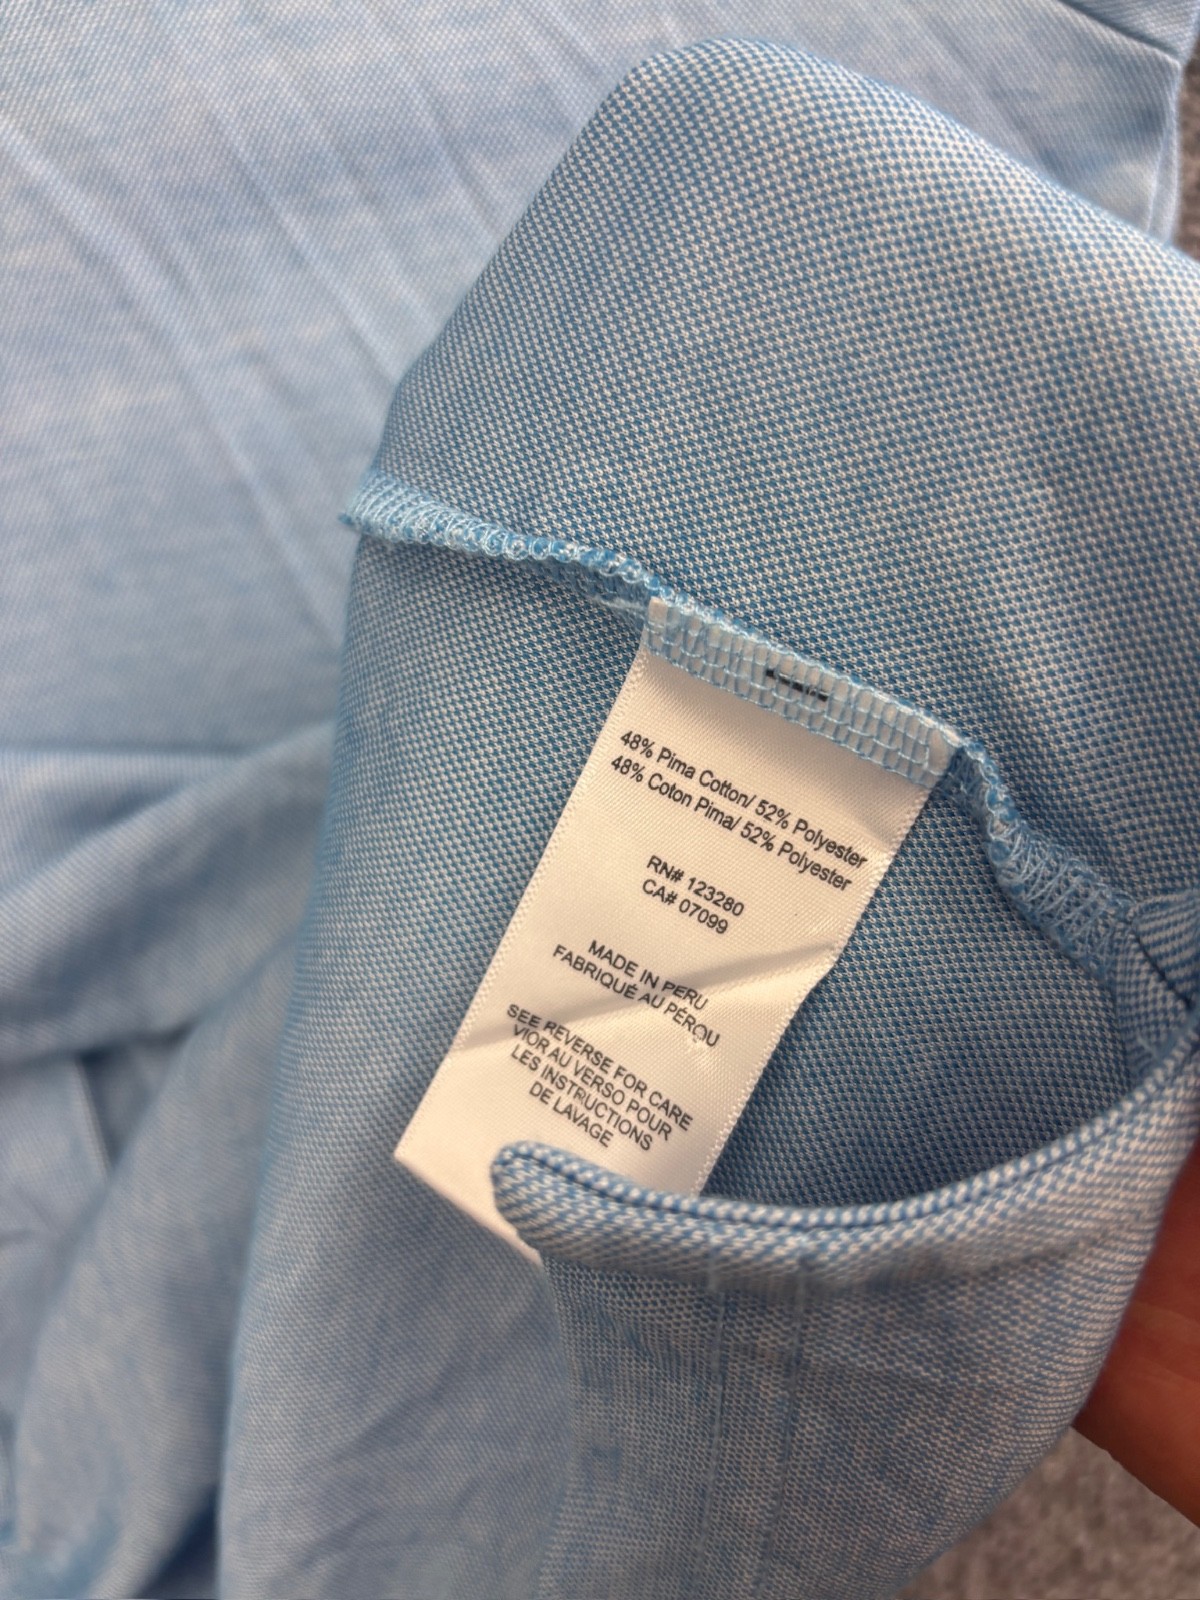 48% Pima Cotton/ 52% Polyester
48% Coton Pima/ 52% Polyester
RN# 123280
CA# 07099
MADE IN PERU
FABRIQUÉ AU PÉROU
SEE REVERSE FOR CARE
VIOR AU VERSO POUR
LES INSTRUCTIONS
DE LAVAGE